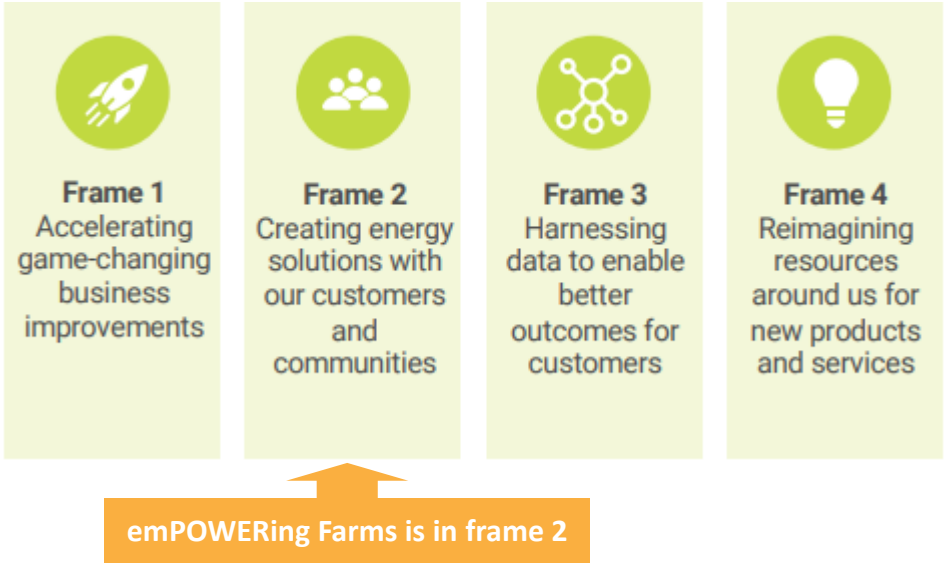 Frame 1
Accelerating
game-changing
business
improvements
Frame 2
Creating energy
solutions with
our customers
and
communities
Frame 3
Harnessing
data to enable
better
outcomes for
customers
Frame 4
Reimagining
resources
around us for
new products
and services
emPOWERing Farms is in frame 2